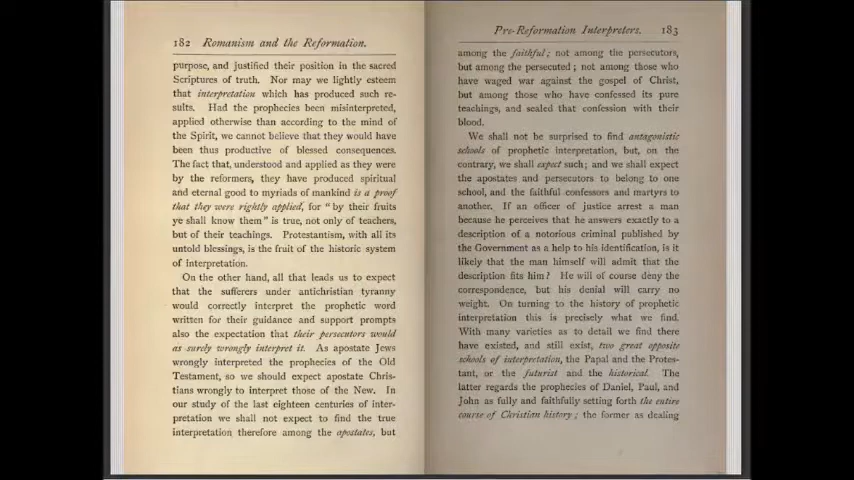 182 Romanism and the Reformation.
purpose, and justified their position in the sacred
Scriptures of truth. Nor may we lightly esteem
that interpretation which has produced such re-
sults. Had the prophecies been misinterpreted,
applied otherwise than according to the mind of
the Spirit, we cannot believe that they would have
been thus productive of blessed consequences.
The fact that, understood and applied as they were
by the reformers, they have produced spiritual
and eternal good to myriads of mankind is a proof
that they were rightly applied, for "by their fruits
ye shall know them" is true, not only of teachers,
but of their teachings. Protestantism, with all its
untold blessings, is the fruit of the historic system
of interpretation.
On the other hand, all that leads us to expect
that the sufferers under antichristian tyranny
would correctly interpret the prophetic word
written for their guidance and support prompts
also the expectation that their persecutors would
as surely wrongly interpret it. As apostate Jews
wrongly interpreted the prophecies of the Old
Testament, so we should expect apostate Chris-
tians wrongly to interpret those of the New. In
our study of the last eighteen centuries of inter-
pretation we shall not expect to find the true
interpretation therefore among the apostates, but
Pre-Reformation Interpreters. 183
among the faithful; not among the persecutors,
but among the persecuted; not among those who
have waged war against the gospel of Christ,
but among those who have confessed its pure
teachings, and sealed that confession with their
blood.
We shall not be surprised to find antagonistic
schools of prophetic interpretation, but, on the
contrary, we shall expect such; and we shall expect
the apostates and persecutors to belong to one
school, and the faithful confessors and martyrs to
another. If an officer of justice arrest a man
because he perceives that he answers exactly to a
description of a notorious criminal published by
the Government as a help to his identification, is it
likely that the man himself will admit that the
description fits him? He will of course deny the
correspondence, but his denial will carry no
weight. On turning to the history of prophetic
interpretation this is precisely what we find.
With many varieties as to detail we find there
have existed, and still exist, two great opposite
schools of interpretation, the Papal and the Protes-
tant, or the futurist and the historical. The
latter regards the prophecies of Daniel, Paul, and
John as fully and faithfully setting forth the entire
course of Christian history; the former as dealing